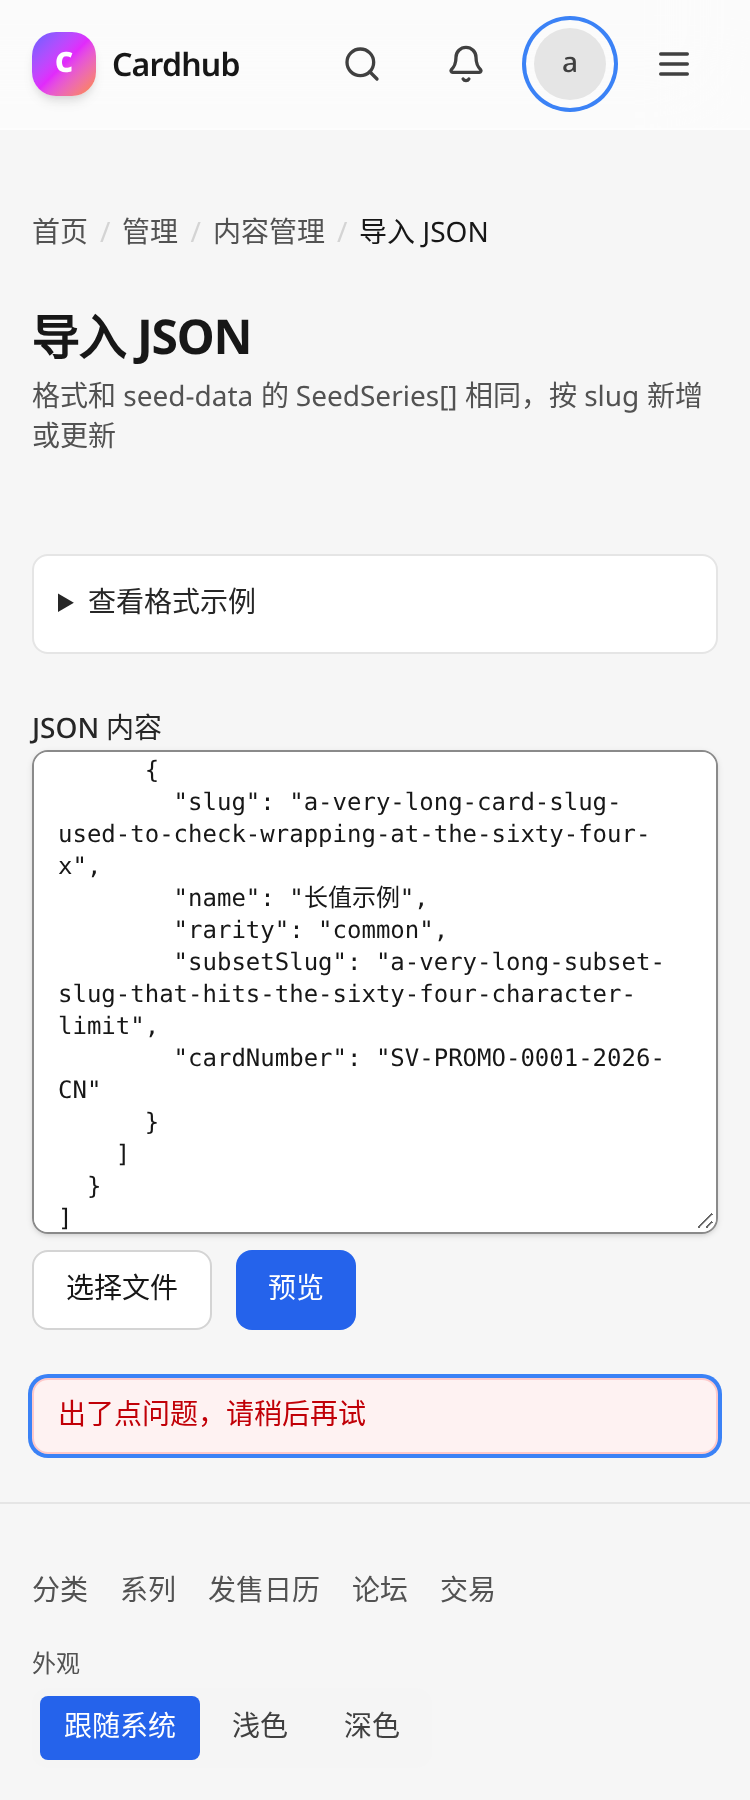 C Cardhub a
首页 / 管理 / 内容管理 / 导入 JSON
导入 JSON
格式和 seed-data 的 SeedSeries[] 相同，按 slug 新增
或更新
▶ 查看格式示例
JSON 内容
{
"slug": "a-very-long-card-slug-
used-to-check-wrapping-at-the-sixty-four-
x",
"name": "长值示例",
"rarity": "common",
"subsetSlug": "a-very-long-subset-
slug-that-hits-the-sixty-four-character-
limit",
"cardNumber": "SV-PROMO-0001-2026-
CN"
}
]
}
]
选择文件 预览
出了点问题，请稍后再试
分类 系列 发售日历 论坛 交易
外观
跟随系统 浅色 深色